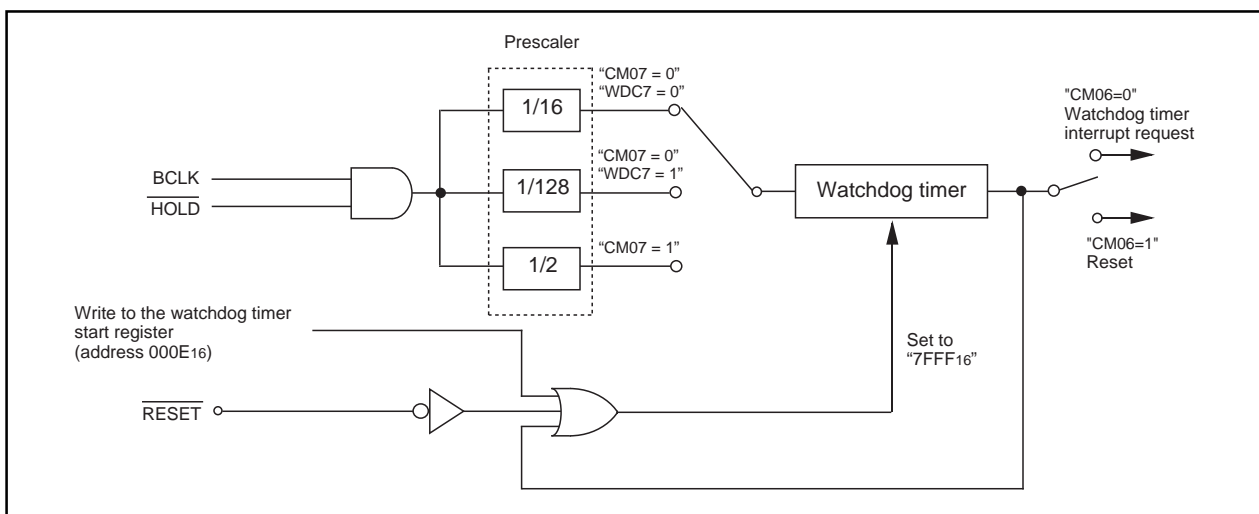 Prescaler
“CM07 = 0”
“WDC7 = 0”
1/16
"CM06=0"
Watchdog timer
interrupt request
BCLK
HOLD
“CM07 = 0”
“WDC7 = 1”
1/128
Watchdog timer
“CM07 = 1”
1/2
"CM06=1"
Reset
Write to the watchdog timer
start register
(address 000E16)
Set to
“7FFF16”
RESET